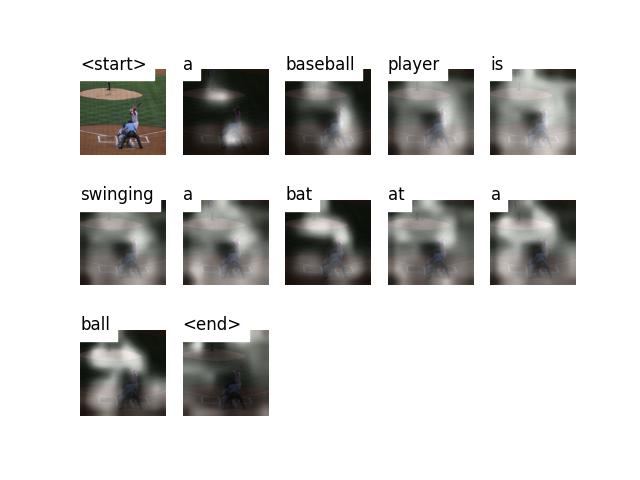 <start> a baseball player is
swinging a bat at a
ball <end>